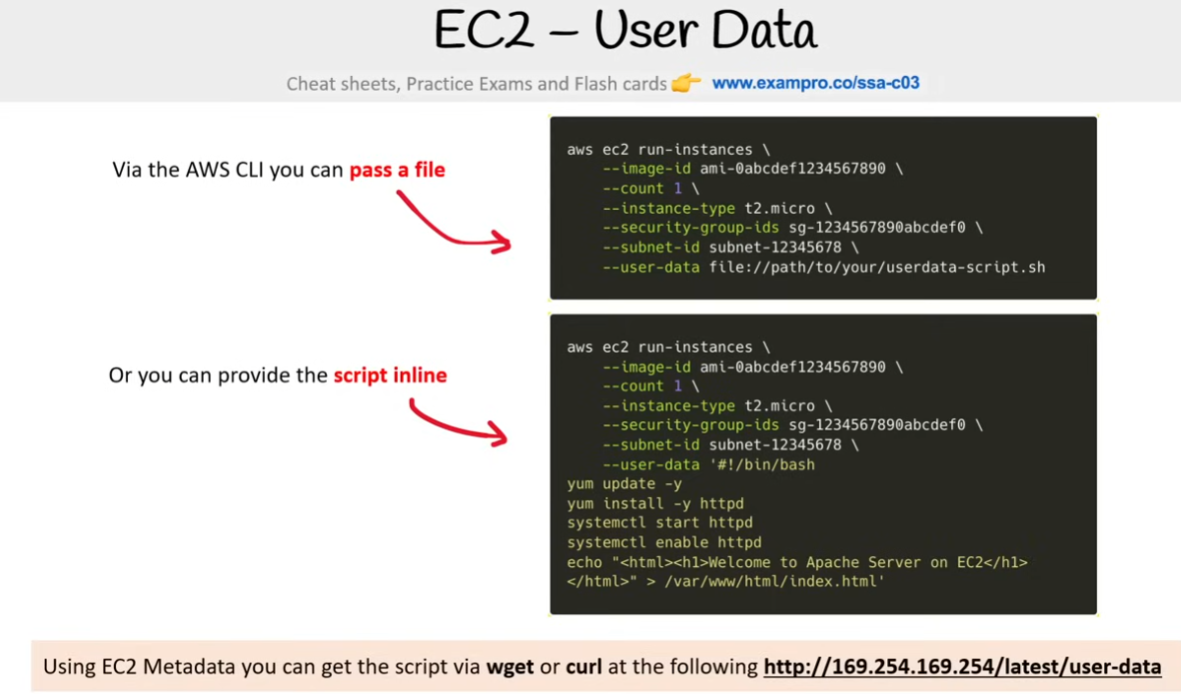 EC2 – User Data
Cheat sheets, Practice Exams and Flash cards 👉 www.exampro.co/ssa-c03
Via the AWS CLI you can pass a file
aws ec2 run-instances \
    --image-id ami-0abcdef1234567890 \
    --count 1 \
    --instance-type t2.micro \
    --security-group-ids sg-1234567890abcdef0 \
    --subnet-id subnet-12345678 \
    --user-data file://path/to/your/userdata-script.sh
Or you can provide the script inline
aws ec2 run-instances \
    --image-id ami-0abcdef1234567890 \
    --count 1 \
    --instance-type t2.micro \
    --security-group-ids sg-1234567890abcdef0 \
    --subnet-id subnet-12345678 \
    --user-data '#!/bin/bash
yum update -y
yum install -y httpd
systemctl start httpd
systemctl enable httpd
echo "<html><h1>Welcome to Apache Server on EC2</h1>
</html>" > /var/www/html/index.html'
Using EC2 Metadata you can get the script via wget or curl at the following http://169.254.169.254/latest/user-data